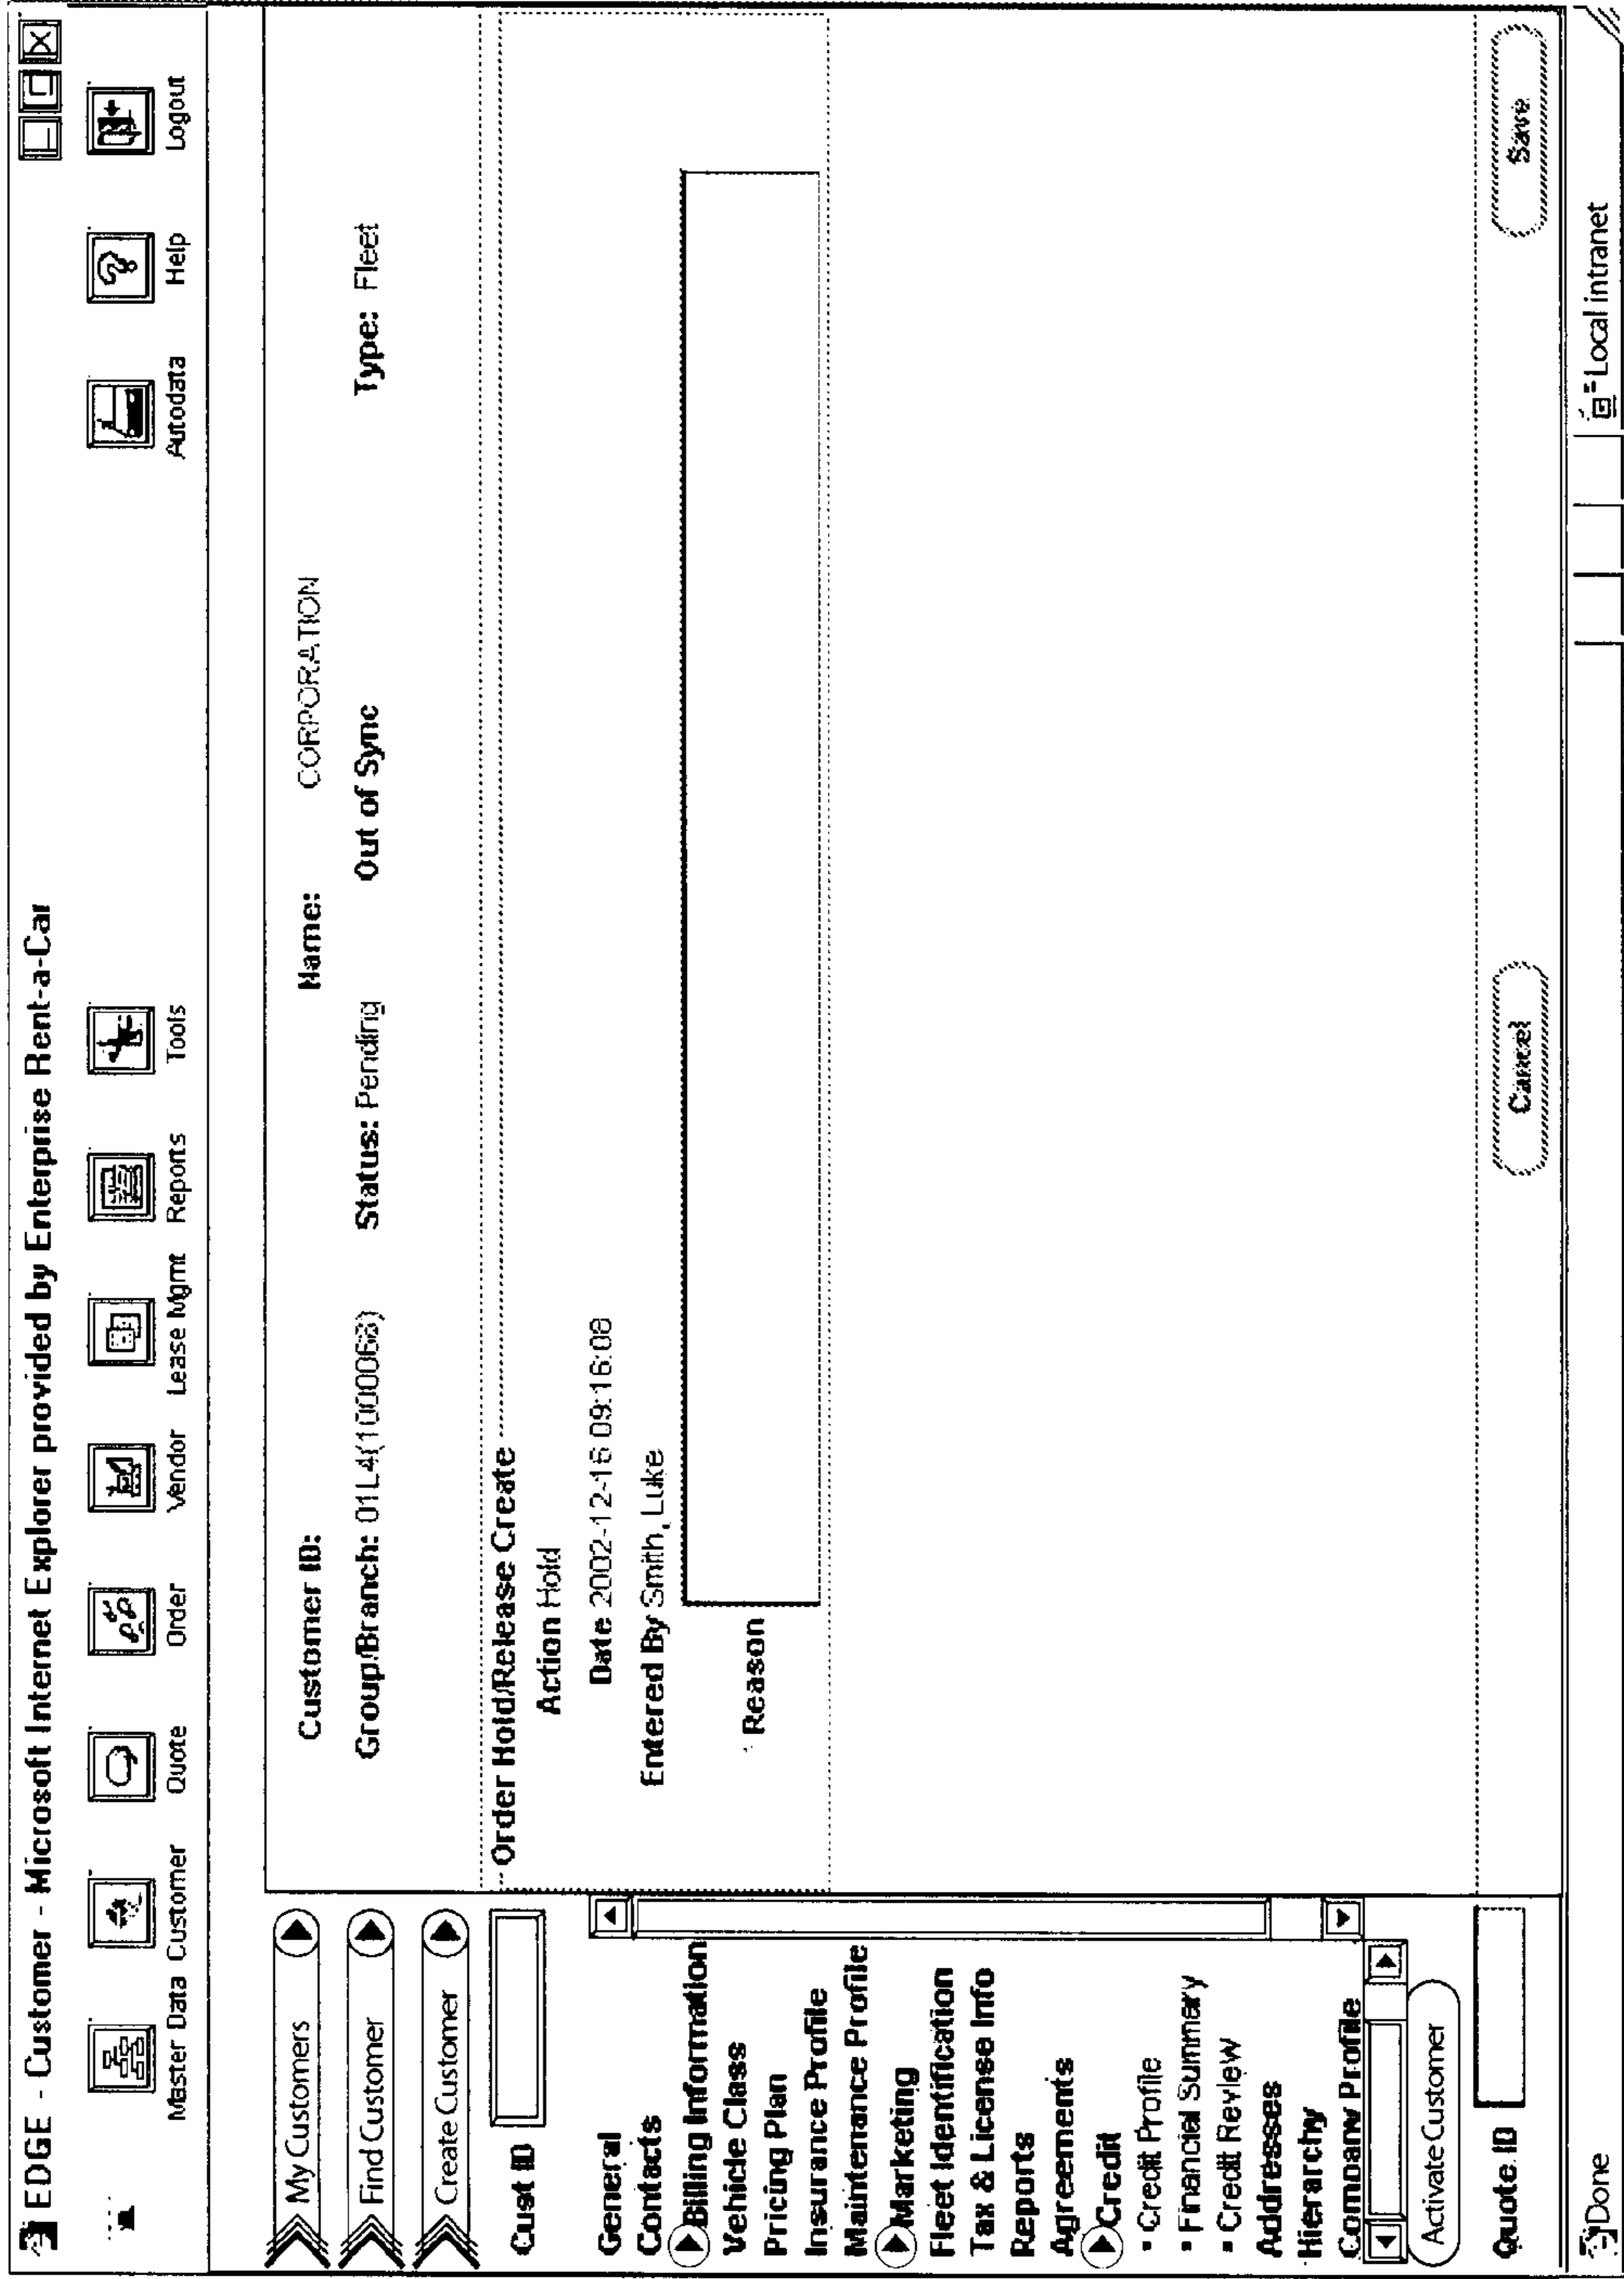 EDGE - Customer - Microsoft Internet Explorer provided by Enterprise Rent-a-Car
Master Data Customer Quote Order Vendor Lease Mgmt Reports Tools Autodata Help Logout
My Customers
Find Customer
Create Customer
Cust ID
General
Contacts
Billing Information
Vehicle Class
Pricing Plan
Insurance Profile
Maintenance Profile
Marketing
Fleet Identification
Tax & License Info
Reports
Agreements
Credit
▪ Credit Profile
▪ Financial Summary
▪ Credit Review
Addresses
Hierarchy
Company Profile
Activate Customer
Quote ID
Customer ID: Name: CORPORATION
Group/Branch: 01L4(100068) Status: Pending Out of Sync Type: Fleet
Order Hold/Release Create
Action Hold
Date 2002-12-16 09:16:08
Entered By Smith, Luke
Reason
Cancel Save
Done Local intranet